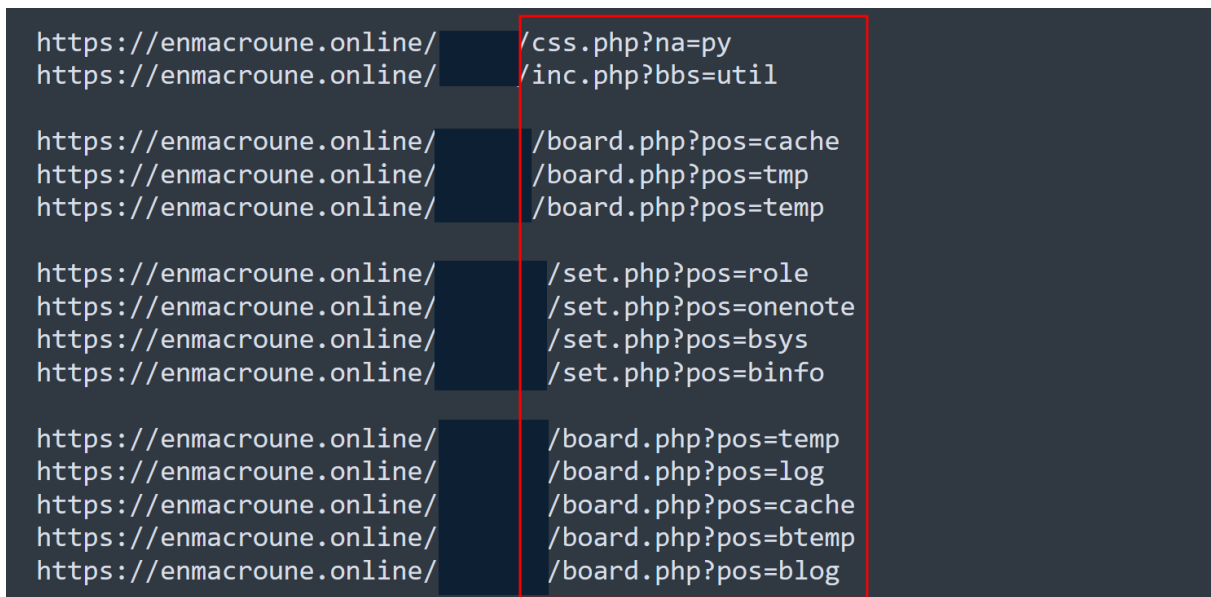 https://enmacroune.online/ /css.php?na=py
https://enmacroune.online/ /inc.php?bbs=util
https://enmacroune.online/ /board.php?pos=cache
https://enmacroune.online/ /board.php?pos=tmp
https://enmacroune.online/ /board.php?pos=temp
https://enmacroune.online/ /set.php?pos=role
https://enmacroune.online/ /set.php?pos=onenote
https://enmacroune.online/ /set.php?pos=bsys
https://enmacroune.online/ /set.php?pos=binfo
https://enmacroune.online/ /board.php?pos=temp
https://enmacroune.online/ /board.php?pos=log
https://enmacroune.online/ /board.php?pos=cache
https://enmacroune.online/ /board.php?pos=btemp
https://enmacroune.online/ /board.php?pos=blog